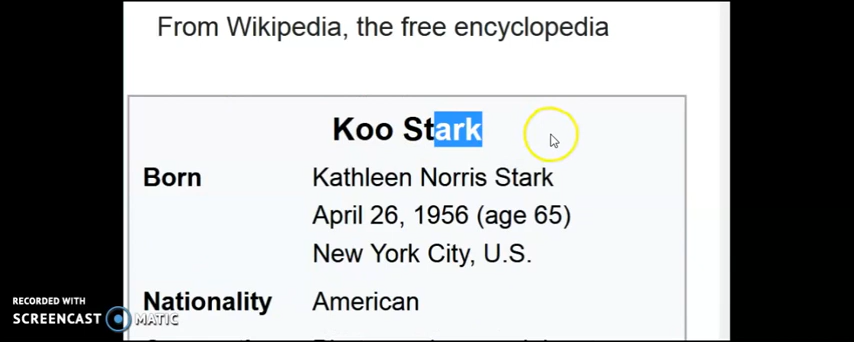 From Wikipedia, the free encyclopedia
Koo Stark
Born Kathleen Norris Stark
April 26, 1956 (age 65)
New York City, U.S.
Nationality American
RECORDED WITH
SCREENCAST MATIC